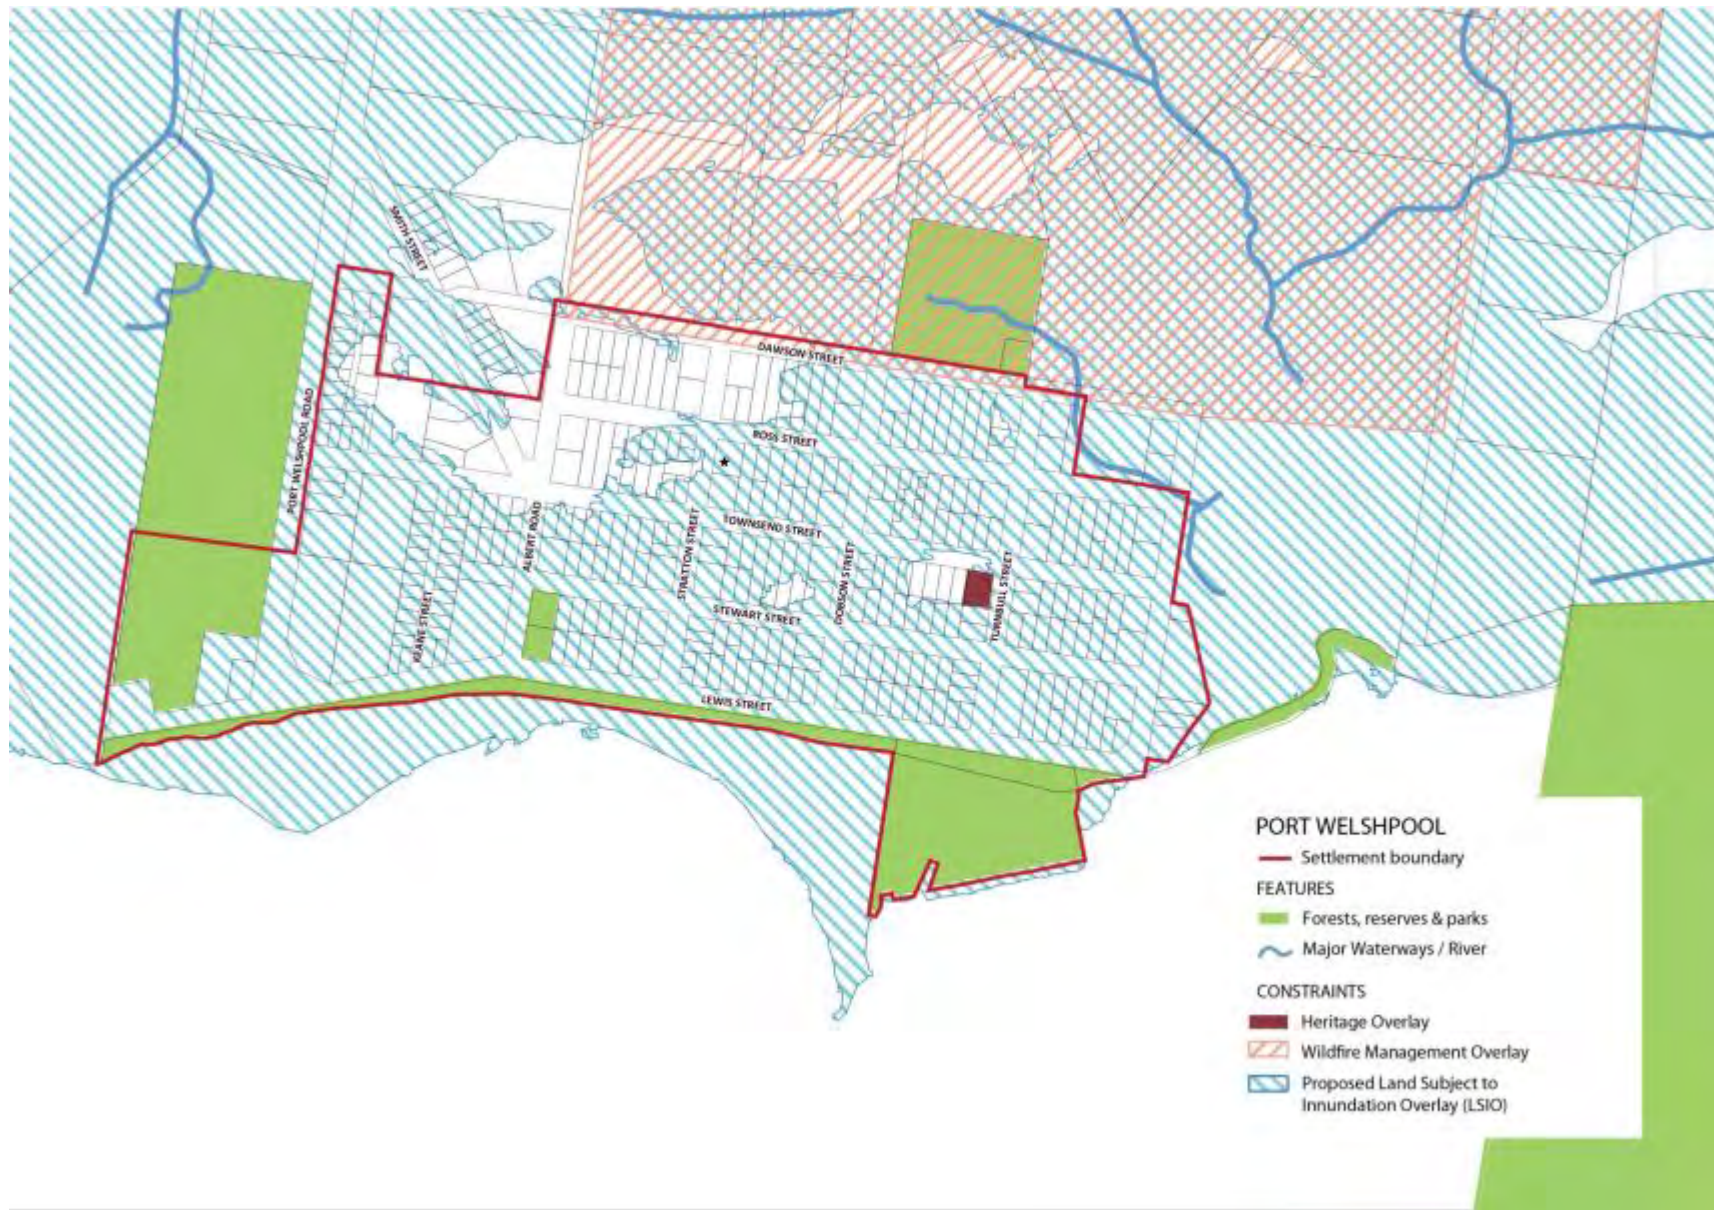 SMITH STREET
DAWSON STREET
PORT WELSHPOOL ROAD
ROSS STREET
ALBERT ROAD
STRATTON STREET
TOWNSEND STREET
DOBSON STREET
TURNBULL STREET
KEANE STREET
STEWART STREET
LEWIS STREET
PORT WELSHPOOL
Settlement boundary
FEATURES
Forests, reserves & parks
Major Waterways / River
CONSTRAINTS
Heritage Overlay
Wildfire Management Overlay
Proposed Land Subject to
Innundation Overlay (LSIO)